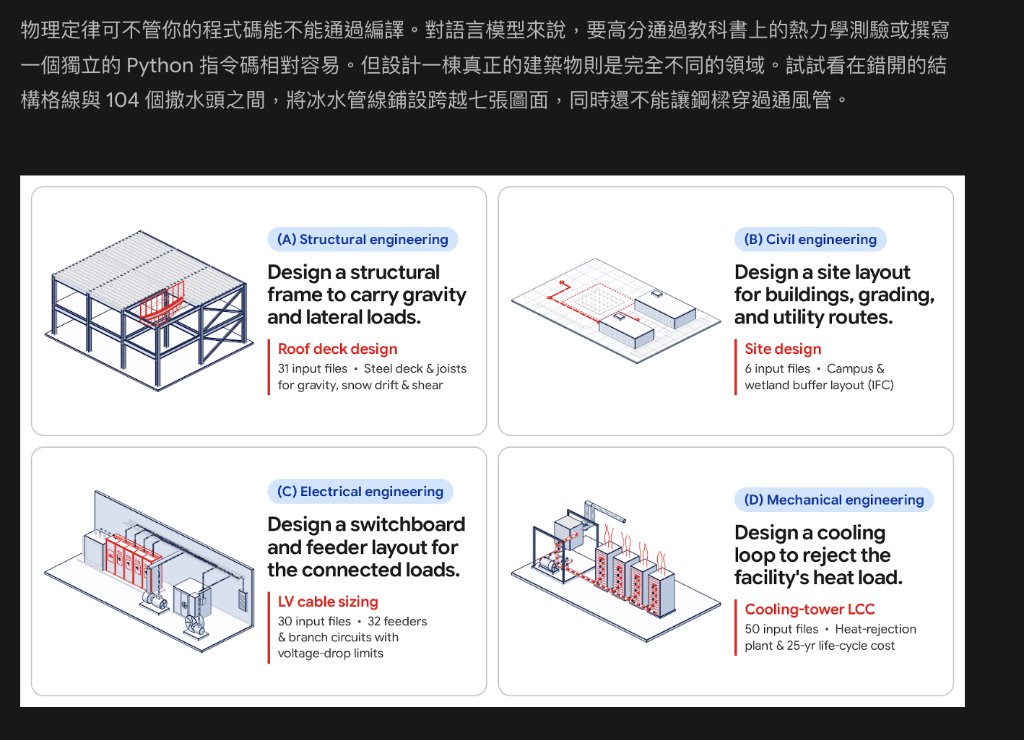 物理定律可不管你的程式碼能不能通過編譯。對語言模型來說，要高分通過教科書上的熱力學測驗或撰寫
一個獨立的 Python 指令碼相對容易。但設計一棟真正的建築物則是完全不同的領域。試試看在錯開的結
構格線與 104 個撒水頭之間，將冰水管線鋪設跨越七張圖面，同時還不能讓鋼樑穿過通風管。
(A) Structural engineering
Design a structural
frame to carry gravity
and lateral loads.
Roof deck design
31 input files • Steel deck & joists
for gravity, snow drift & shear
(B) Civil engineering
Design a site layout
for buildings, grading,
and utility routes.
Site design
6 input files • Campus &
wetland buffer layout (IFC)
(C) Electrical engineering
Design a switchboard
and feeder layout for
the connected loads.
LV cable sizing
30 input files • 32 feeders
& branch circuits with
voltage-drop limits
(D) Mechanical engineering
Design a cooling
loop to reject the
facility's heat load.
Cooling-tower LCC
50 input files • Heat-rejection
plant & 25-yr life-cycle cost